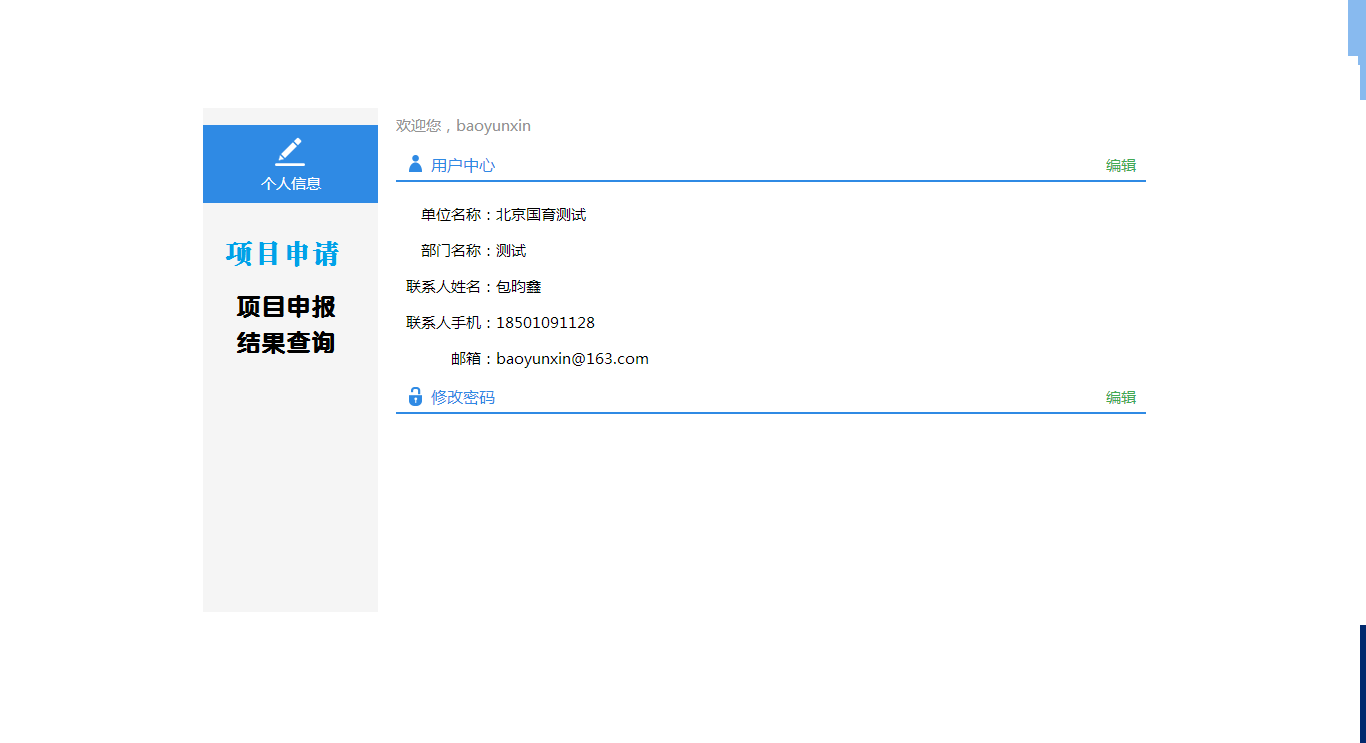 欢迎您，baoyunxin
个人信息
项目申请
项目申报
结果查询
用户中心 编辑
单位名称：北京国育测试
部门名称：测试
联系人姓名：包昀鑫
联系人手机：18501091128
邮箱：baoyunxin@163.com
修改密码 编辑